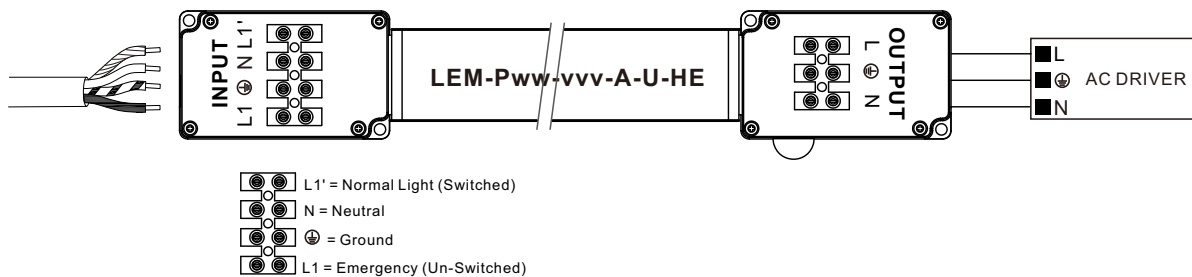 INPUT
L1 ⏚ N L1'
LEM-Pww-vvv-A-U-HE
L ⏚ N
OUTPUT
L
⏚ AC DRIVER
N
L1' = Normal Light (Switched)
N = Neutral
⏚ = Ground
L1 = Emergency (Un-Switched)